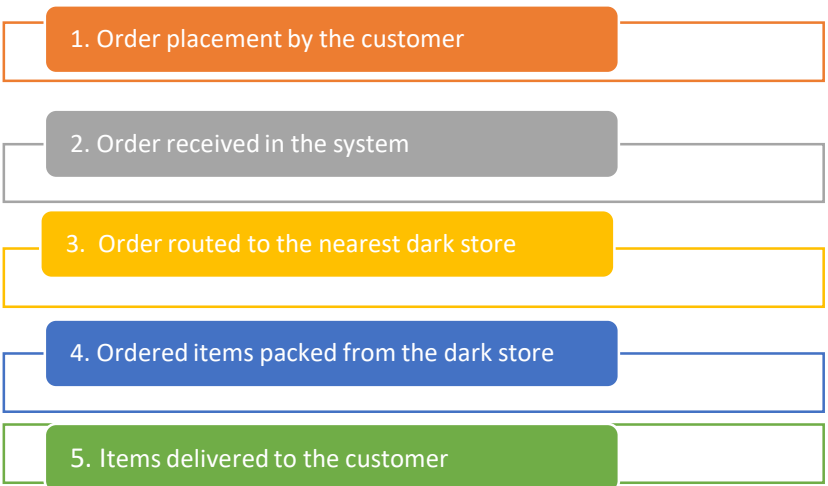 1. Order placement by the customer
2. Order received in the system
3. Order routed to the nearest dark store
4. Ordered items packed from the dark store
5. Items delivered to the customer